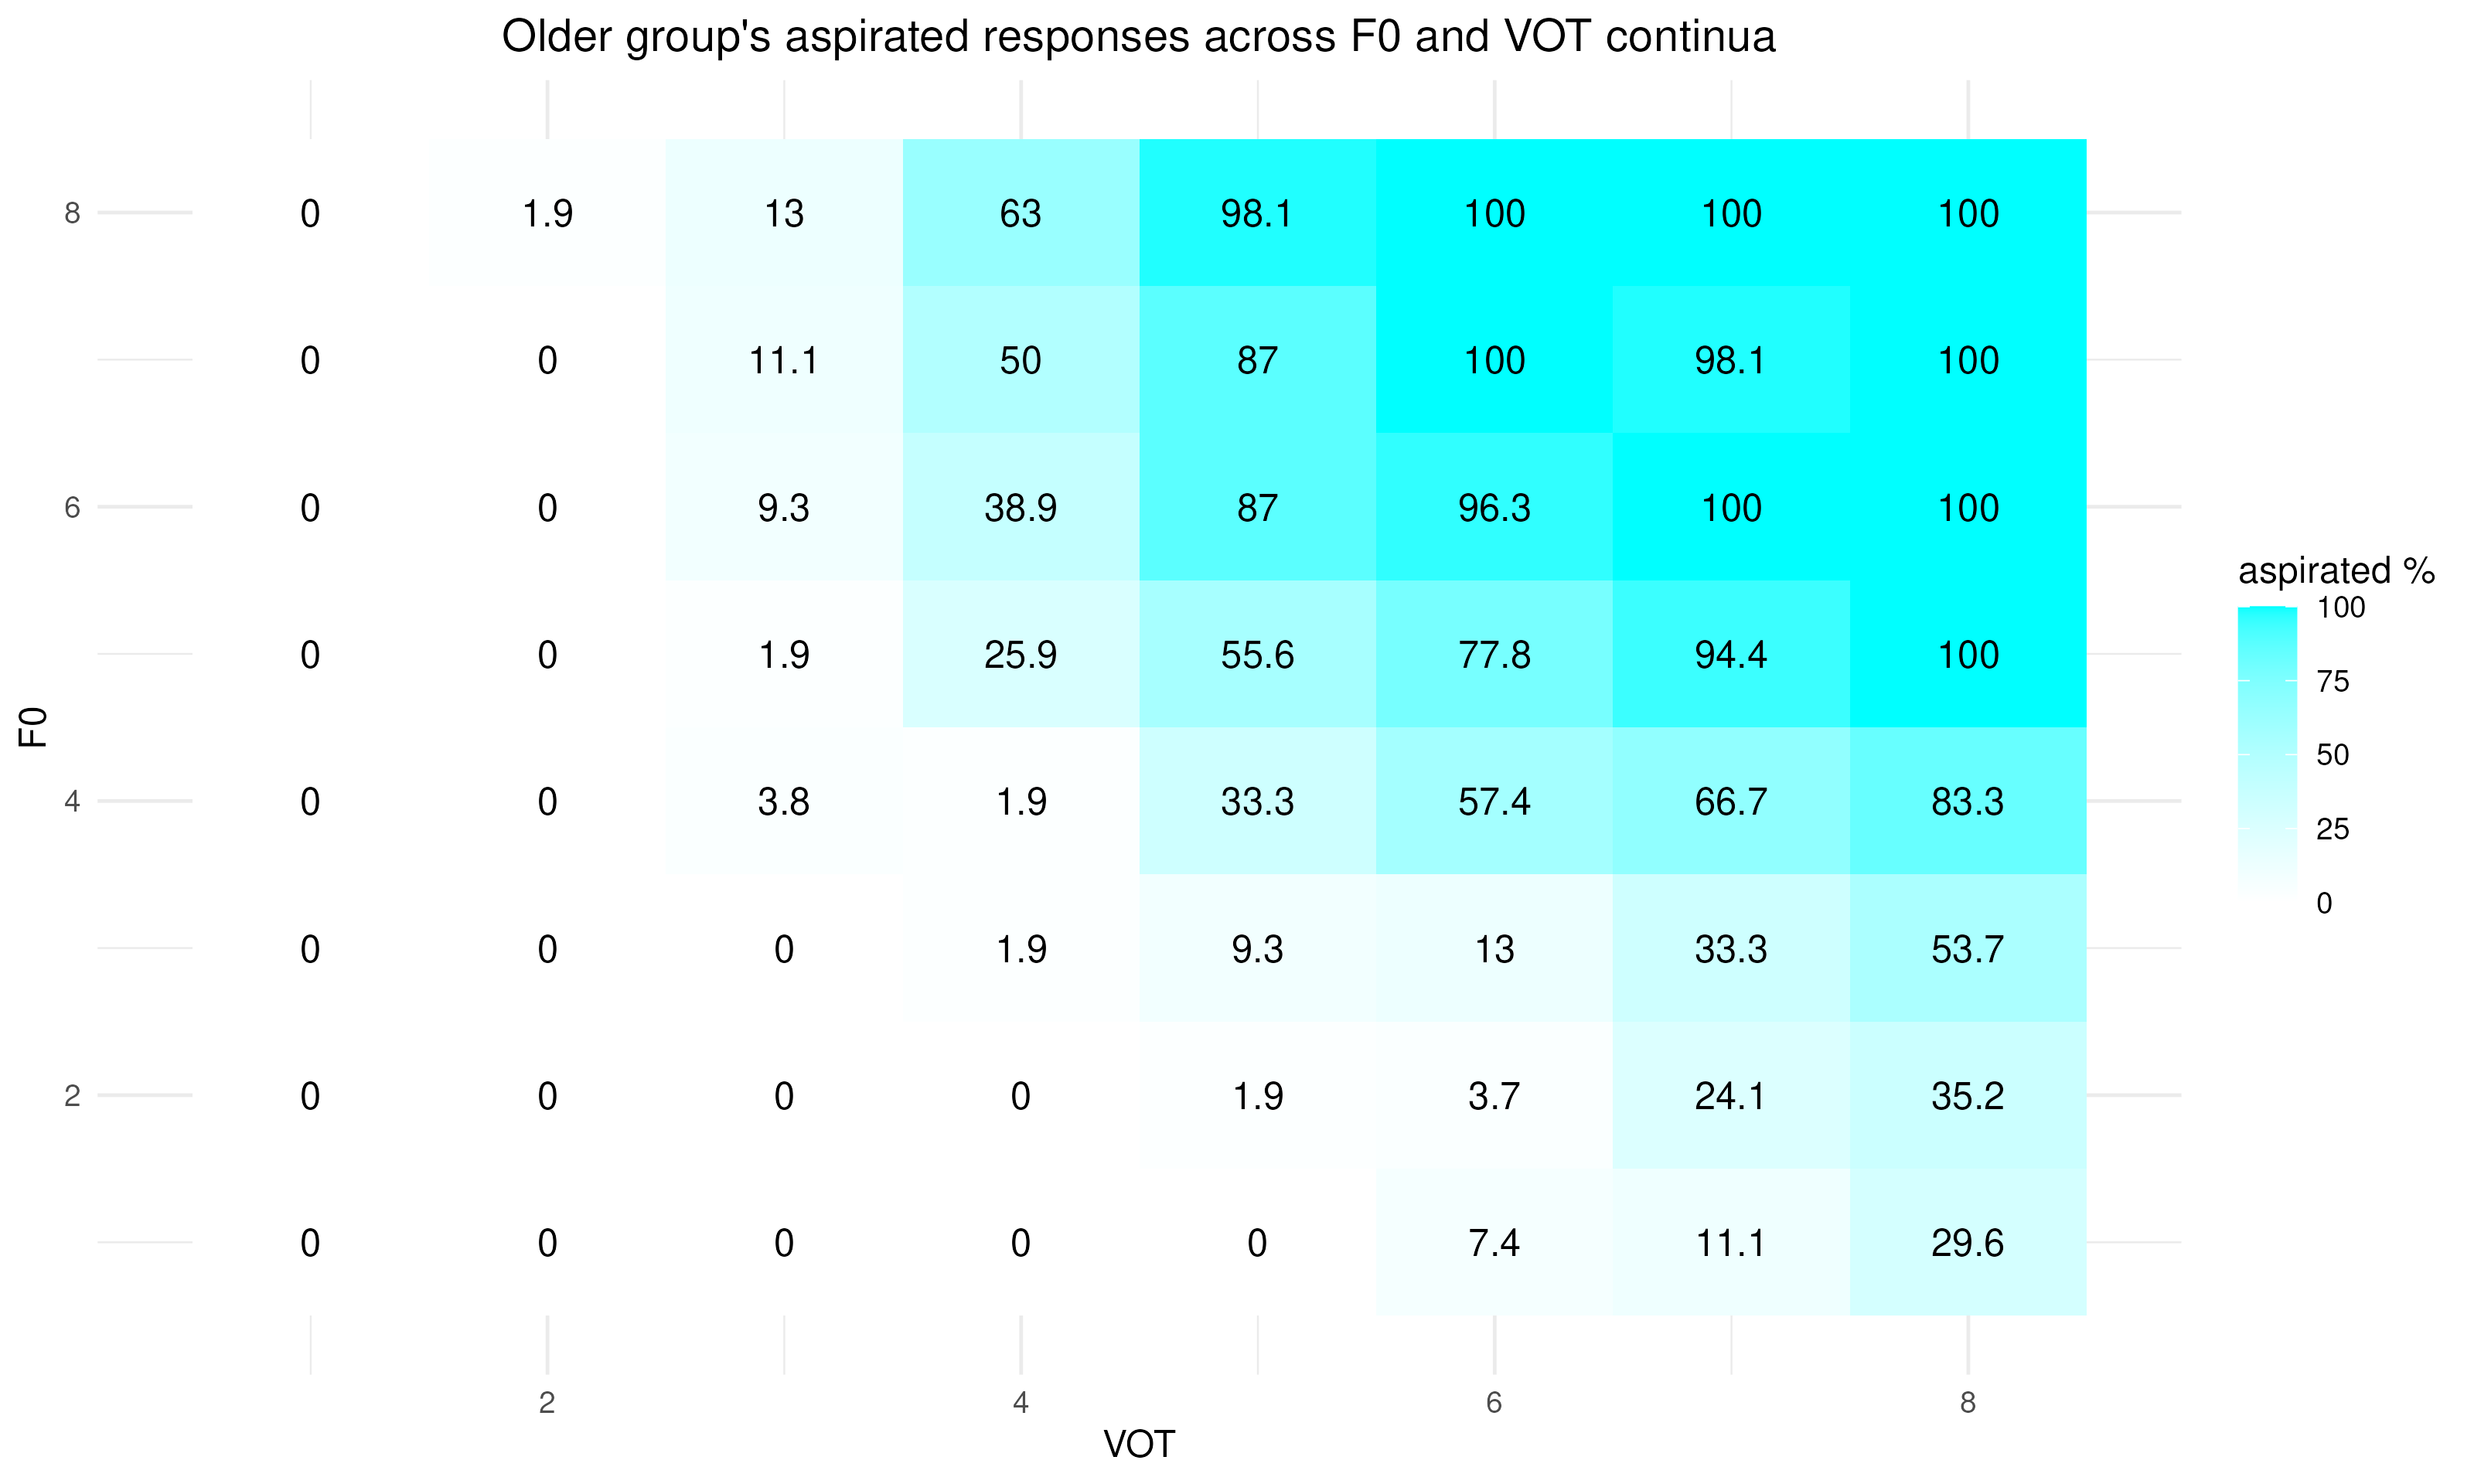 Older group's aspirated responses across F0 and VOT continua
8 0 1.9 13 63 98.1 100 100 100
0 0 11.1 50 87 100 98.1 100
6 0 0 9.3 38.9 87 96.3 100 100
0 0 1.9 25.9 55.6 77.8 94.4 100
4 0 0 3.8 1.9 33.3 57.4 66.7 83.3
0 0 0 1.9 9.3 13 33.3 53.7
2 0 0 0 0 1.9 3.7 24.1 35.2
0 0 0 0 0 7.4 11.1 29.6
2 4 6 8
VOT
F0
aspirated %
100
75
50
25
0